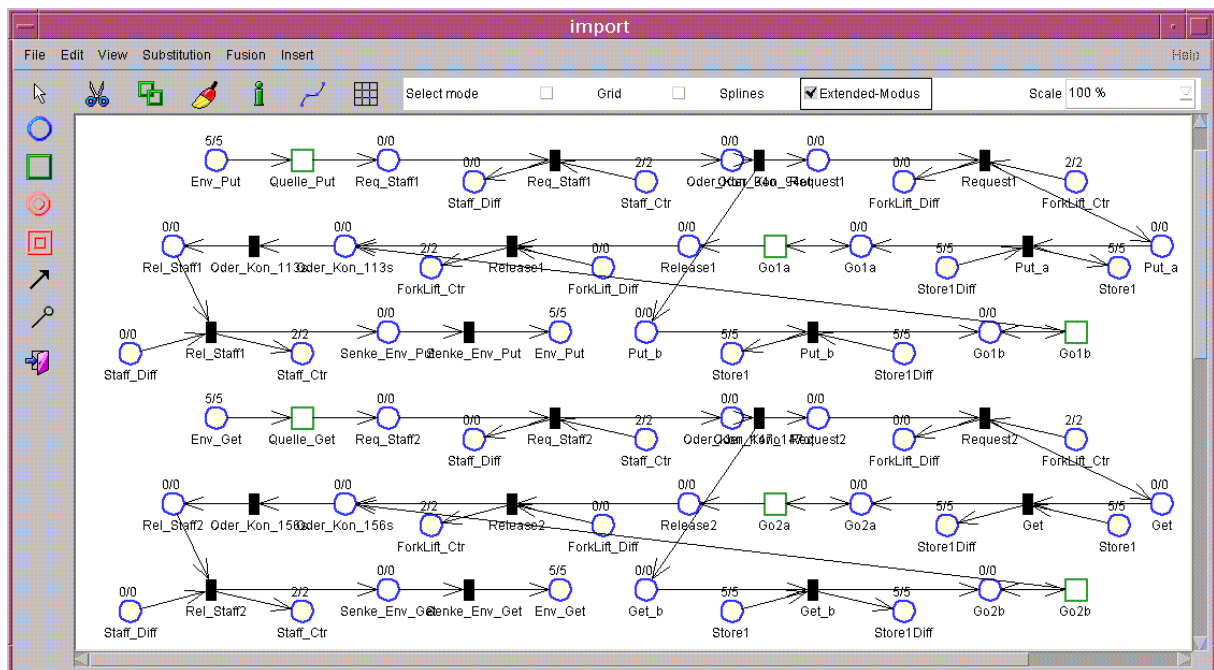 import
File Edit View Substitution Fusion Insert Help
Select mode Grid Splines Extended-Modus Scale 100 %
5/5 0/0 0/0 2/2 0/0 0/0 0/0 2/2
Env_Put Quelle_Put Req_Staff1 Staff_Diff Req_Staff1 Staff_Ctr Request1 ForkLift_Diff Request1 ForkLift_Ctr
0/0 0/0 2/2 0/0 0/0 0/0 5/5 5/5 0/0
Rel_Staff1 Oder_Kon_113s Oder_Kon_113s ForkLift_Ctr Release1 ForkLift_Diff Release1 Go1a Go1a Store1Diff Put_a Store1 Put_a
0/0 2/2 0/0 5/5 0/0 5/5 5/5 0/0
Staff_Diff Rel_Staff1 Staff_Ctr Senke_Env_Put Senke_Env_Put Env_Put Put_b Store1 Put_b Store1Diff Go1b Go1b
5/5 0/0 0/0 2/2 0/0 0/0 0/0 2/2
Env_Get Quelle_Get Req_Staff2 Staff_Diff Req_Staff2 Staff_Ctr Request2 ForkLift_Diff Request2 ForkLift_Ctr
0/0 0/0 2/2 0/0 0/0 0/0 5/5 5/5 0/0
Rel_Staff2 Oder_Kon_156s Oder_Kon_156s ForkLift_Ctr Release2 ForkLift_Diff Release2 Go2a Go2a Store1Diff Get Store1 Get
0/0 2/2 0/0 5/5 0/0 5/5 5/5 0/0
Staff_Diff Rel_Staff2 Staff_Ctr Senke_Env_Get Senke_Env_Get Env_Get Get_b Store1 Get_b Store1Diff Go2b Go2b